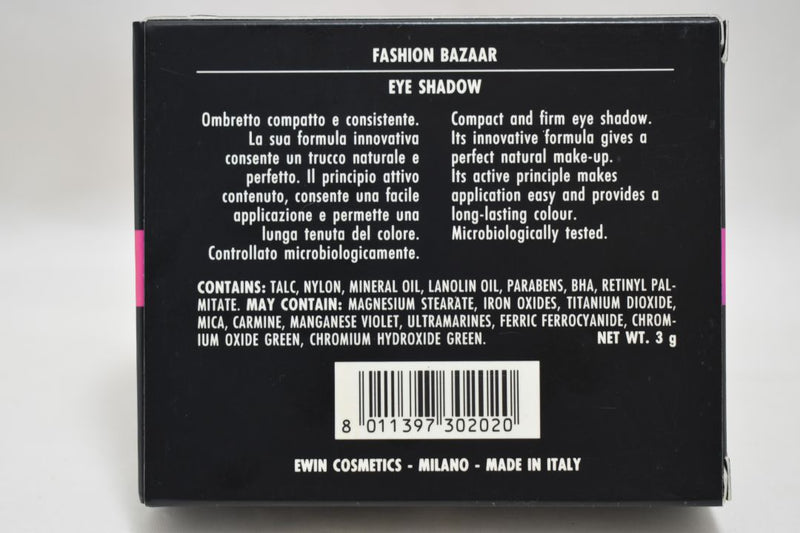 FASHION BAZAAR
EYE SHADOW
Ombretto compatto e consistente.
La sua formula innovativa
consente un trucco naturale e
perfetto. Il principio attivo
contenuto, consente una facile
applicazione e permette una
lunga tenuta del colore.
Controllato microbiologicamente.
Compact and firm eye shadow.
Its innovative formula gives a
perfect natural make-up.
Its active principle makes
application easy and provides a
long-lasting colour.
Microbiologically tested.
CONTAINS: TALC, NYLON, MINERAL OIL, LANOLIN OIL, PARABENS, BHA, RETINYL PAL-
MITATE. MAY CONTAIN: MAGNESIUM STEARATE, IRON OXIDES, TITANIUM DIOXIDE,
MICA, CARMINE, MANGANESE VIOLET, ULTRAMARINES, FERRIC FERROCYANIDE, CHROM-
IUM OXIDE GREEN, CHROMIUM HYDROXIDE GREEN. NET WT. 3 g
8 011397 302020
EWIN COSMETICS - MILANO - MADE IN ITALY